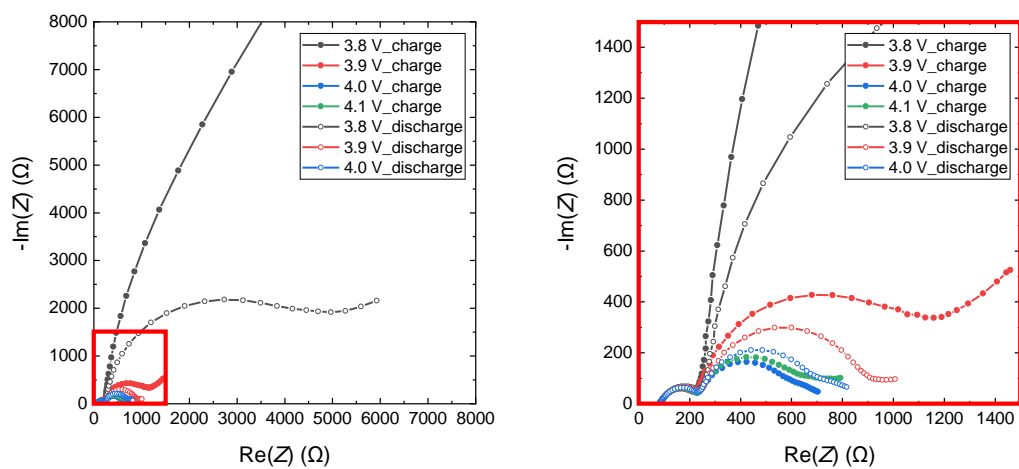 8000
7000
6000
5000
4000
3000
2000
1000
0
-Im(Z) (Ω)
0 1000 2000 3000 4000 5000 6000 7000 8000
Re(Z) (Ω)
3.8 V_charge
3.9 V_charge
4.0 V_charge
4.1 V_charge
3.8 V_discharge
3.9 V_discharge
4.0 V_discharge
1400
1200
1000
800
600
400
200
0
-Im(Z) (Ω)
0 200 400 600 800 1000 1200 1400
Re(Z) (Ω)
3.8 V_charge
3.9 V_charge
4.0 V_charge
4.1 V_charge
3.8 V_discharge
3.9 V_discharge
4.0 V_discharge